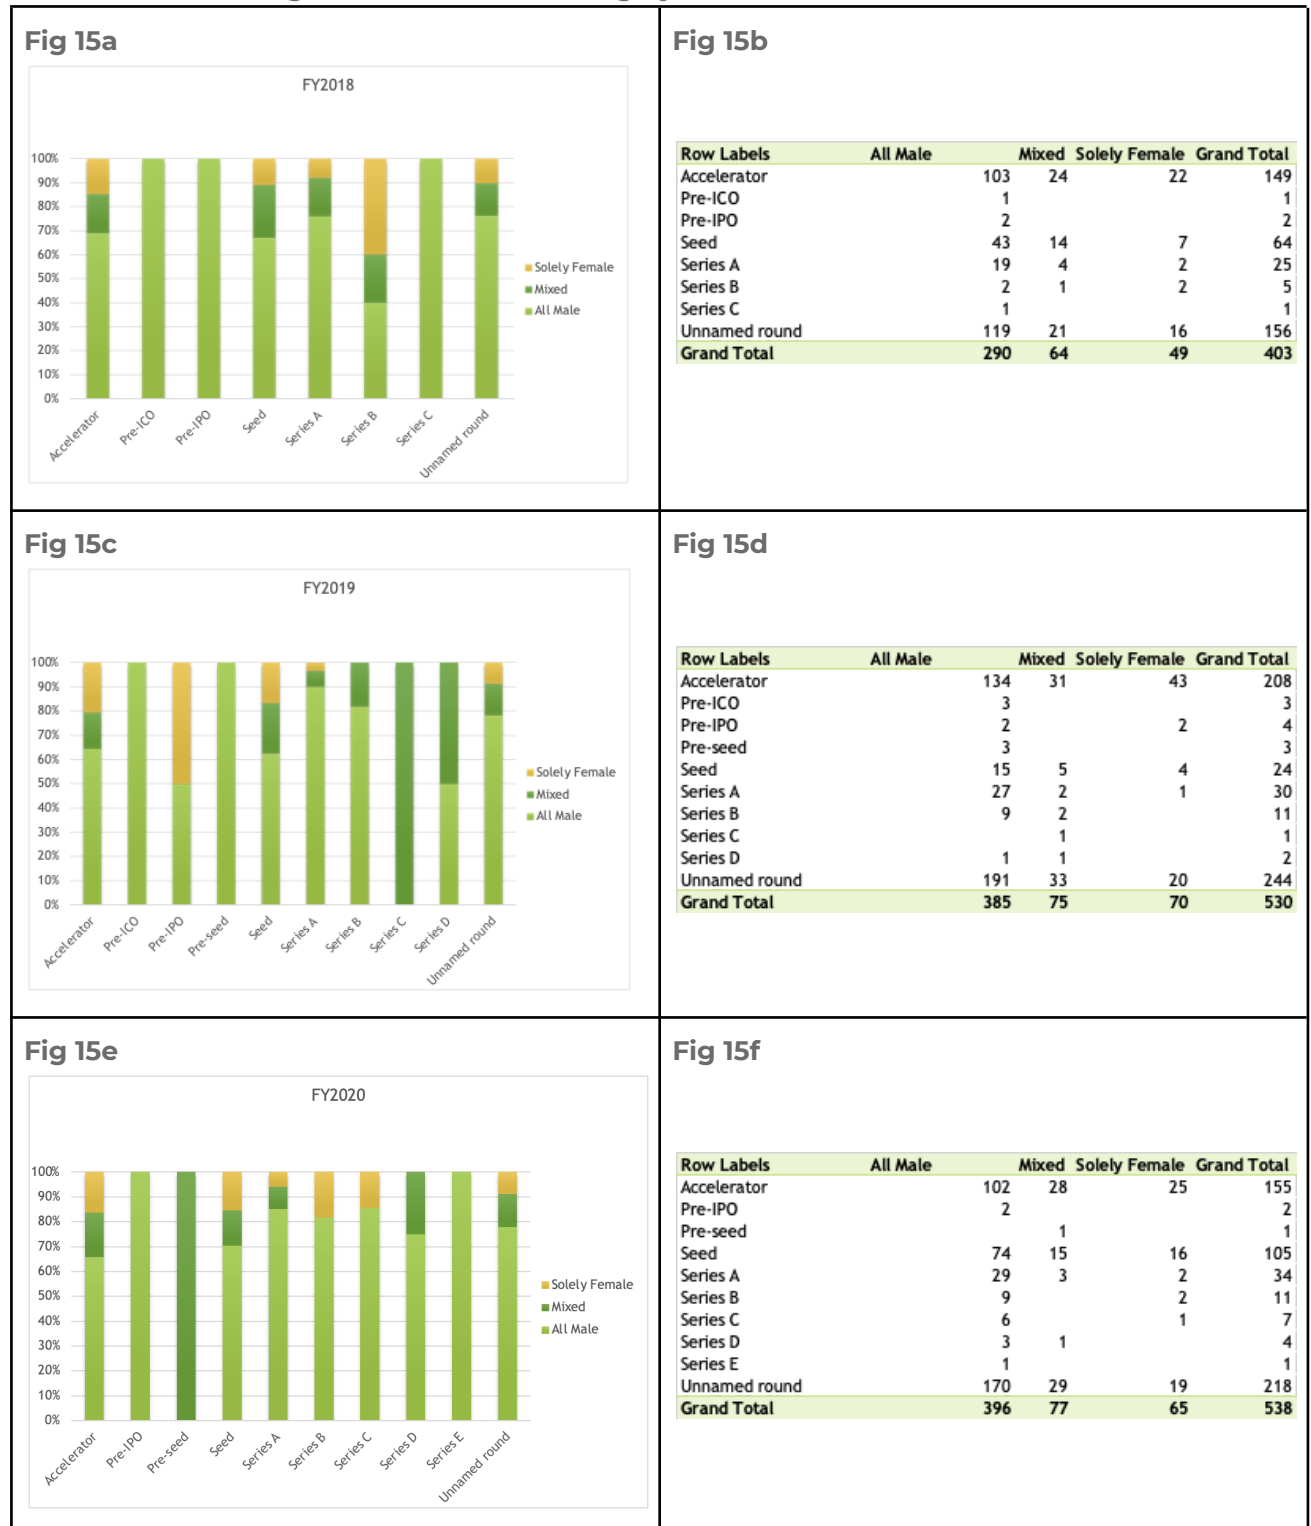 Fig 15a
FY2018
100%
90%
80%
70%
60%
50%
40%
30%
20%
10%
0%
Solely Female
Mixed
All Male
Accelerator
Pre-ICO
Pre-IPO
Seed
Series A
Series B
Series C
Unnamed round
Fig 15b
Row Labels All Male Mixed Solely Female Grand Total
Accelerator 103 24 22 149
Pre-ICO 1 1
Pre-IPO 2 2
Seed 43 14 7 64
Series A 19 4 2 25
Series B 2 1 2 5
Series C 1 1
Unnamed round 119 21 16 156
Grand Total 290 64 49 403
Fig 15c
FY2019
100%
90%
80%
70%
60%
50%
40%
30%
20%
10%
0%
Solely Female
Mixed
All Male
Accelerator
Pre-ICO
Pre-IPO
Pre-seed
Seed
Series A
Series B
Series C
Series D
Unnamed round
Fig 15d
Row Labels All Male Mixed Solely Female Grand Total
Accelerator 134 31 43 208
Pre-ICO 3 3
Pre-IPO 2 2 4
Pre-seed 3 3
Seed 15 5 4 24
Series A 27 2 1 30
Series B 9 2 11
Series C 1 1
Series D 1 1 2
Unnamed round 191 33 20 244
Grand Total 385 75 70 530
Fig 15e
FY2020
100%
90%
80%
70%
60%
50%
40%
30%
20%
10%
0%
Solely Female
Mixed
All Male
Accelerator
Pre-IPO
Pre-seed
Seed
Series A
Series B
Series C
Series D
Series E
Unnamed round
Fig 15f
Row Labels All Male Mixed Solely Female Grand Total
Accelerator 102 28 25 155
Pre-IPO 2 2
Pre-seed 1 1
Seed 74 15 16 105
Series A 29 3 2 34
Series B 9 2 11
Series C 6 1 7
Series D 3 1 4
Series E 1 1
Unnamed round 170 29 19 218
Grand Total 396 77 65 538